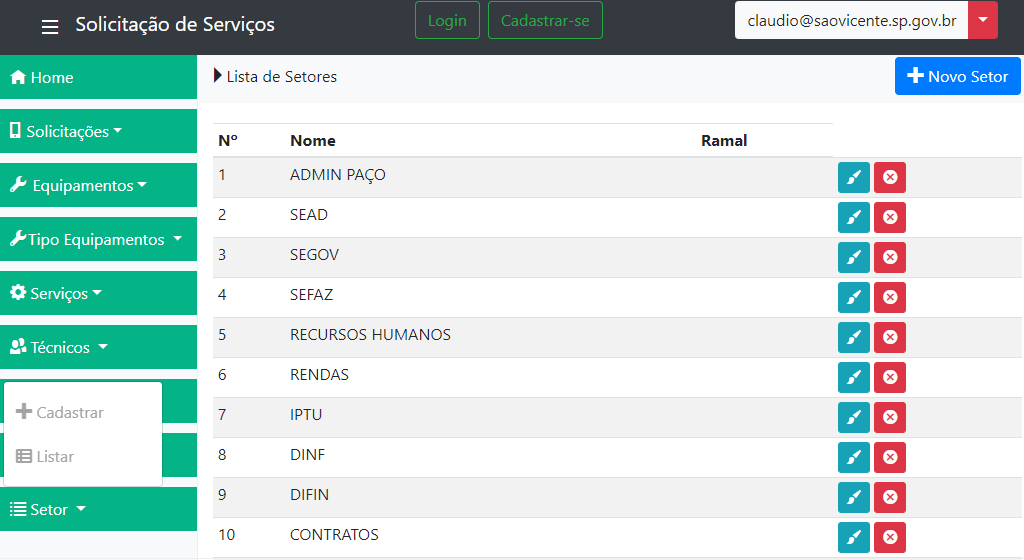 Solicitação de Serviços
Login
Cadastrar-se
claudio@saovicente.sp.gov.br
Home
Solicitações
Equipamentos
Tipo Equipamentos
Serviços
Técnicos
Cadastrar
Listar
Setor
Lista de Setores
Novo Setor
Nº Nome Ramal
1 ADMIN PAÇO
2 SEAD
3 SEGOV
4 SEFAZ
5 RECURSOS HUMANOS
6 RENDAS
7 IPTU
8 DINF
9 DIFIN
10 CONTRATOS